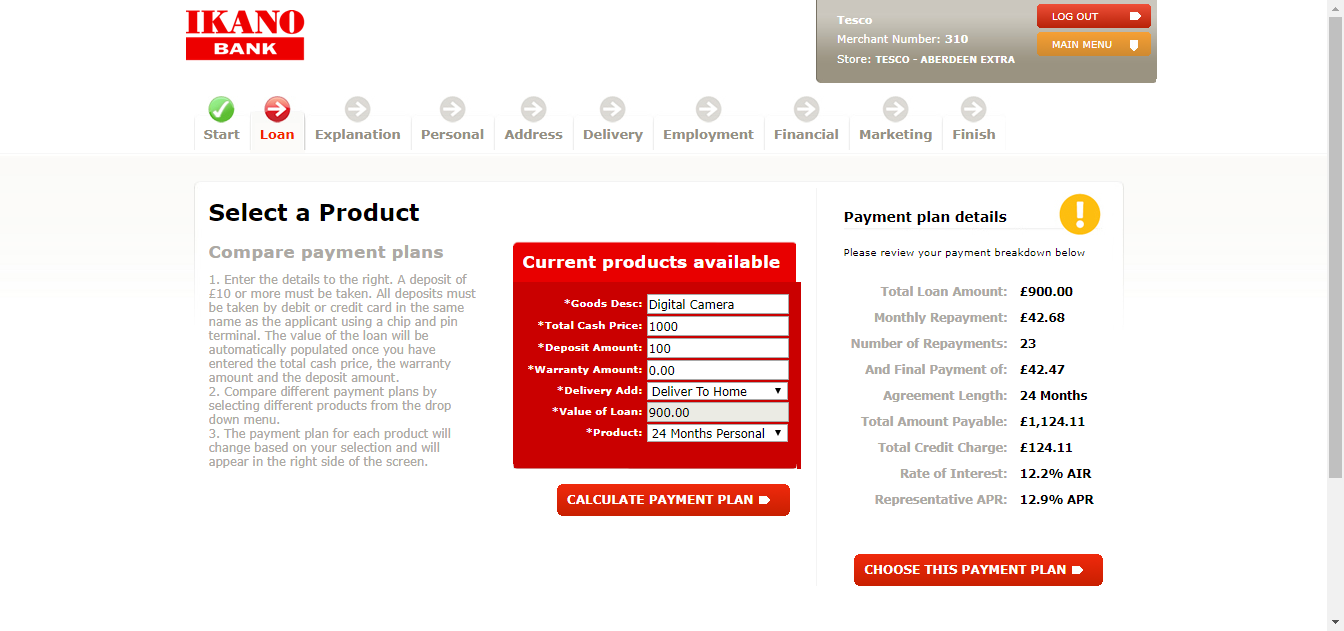 IKANO
BANK
Tesco
Merchant Number: 310
Store: TESCO - ABERDEEN EXTRA
LOG OUT
MAIN MENU
Start
Loan
Explanation
Personal
Address
Delivery
Employment
Financial
Marketing
Finish
Select a Product
Compare payment plans
1. Enter the details to the right. A deposit of
£10 or more must be taken. All deposits must
be taken by debit or credit card in the same
name as the applicant using a chip and pin
terminal. The value of the loan will be
automatically populated once you have
entered the total cash price, the warranty
amount and the deposit amount.
2. Compare different payment plans by
selecting different products from the drop
down menu.
3. The payment plan for each product will
change based on your selection and will
appear in the right side of the screen.
Current products available
*Goods Desc: Digital Camera
*Total Cash Price: 1000
*Deposit Amount: 100
*Warranty Amount: 0.00
*Delivery Add: Deliver To Home
*Value of Loan: 900.00
*Product: 24 Months Personal
CALCULATE PAYMENT PLAN
Payment plan details
!
Please review your payment breakdown below
Total Loan Amount: £900.00
Monthly Repayment: £42.68
Number of Repayments: 23
And Final Payment of: £42.47
Agreement Length: 24 Months
Total Amount Payable: £1,124.11
Total Credit Charge: £124.11
Rate of Interest: 12.2% AIR
Representative APR: 12.9% APR
CHOOSE THIS PAYMENT PLAN